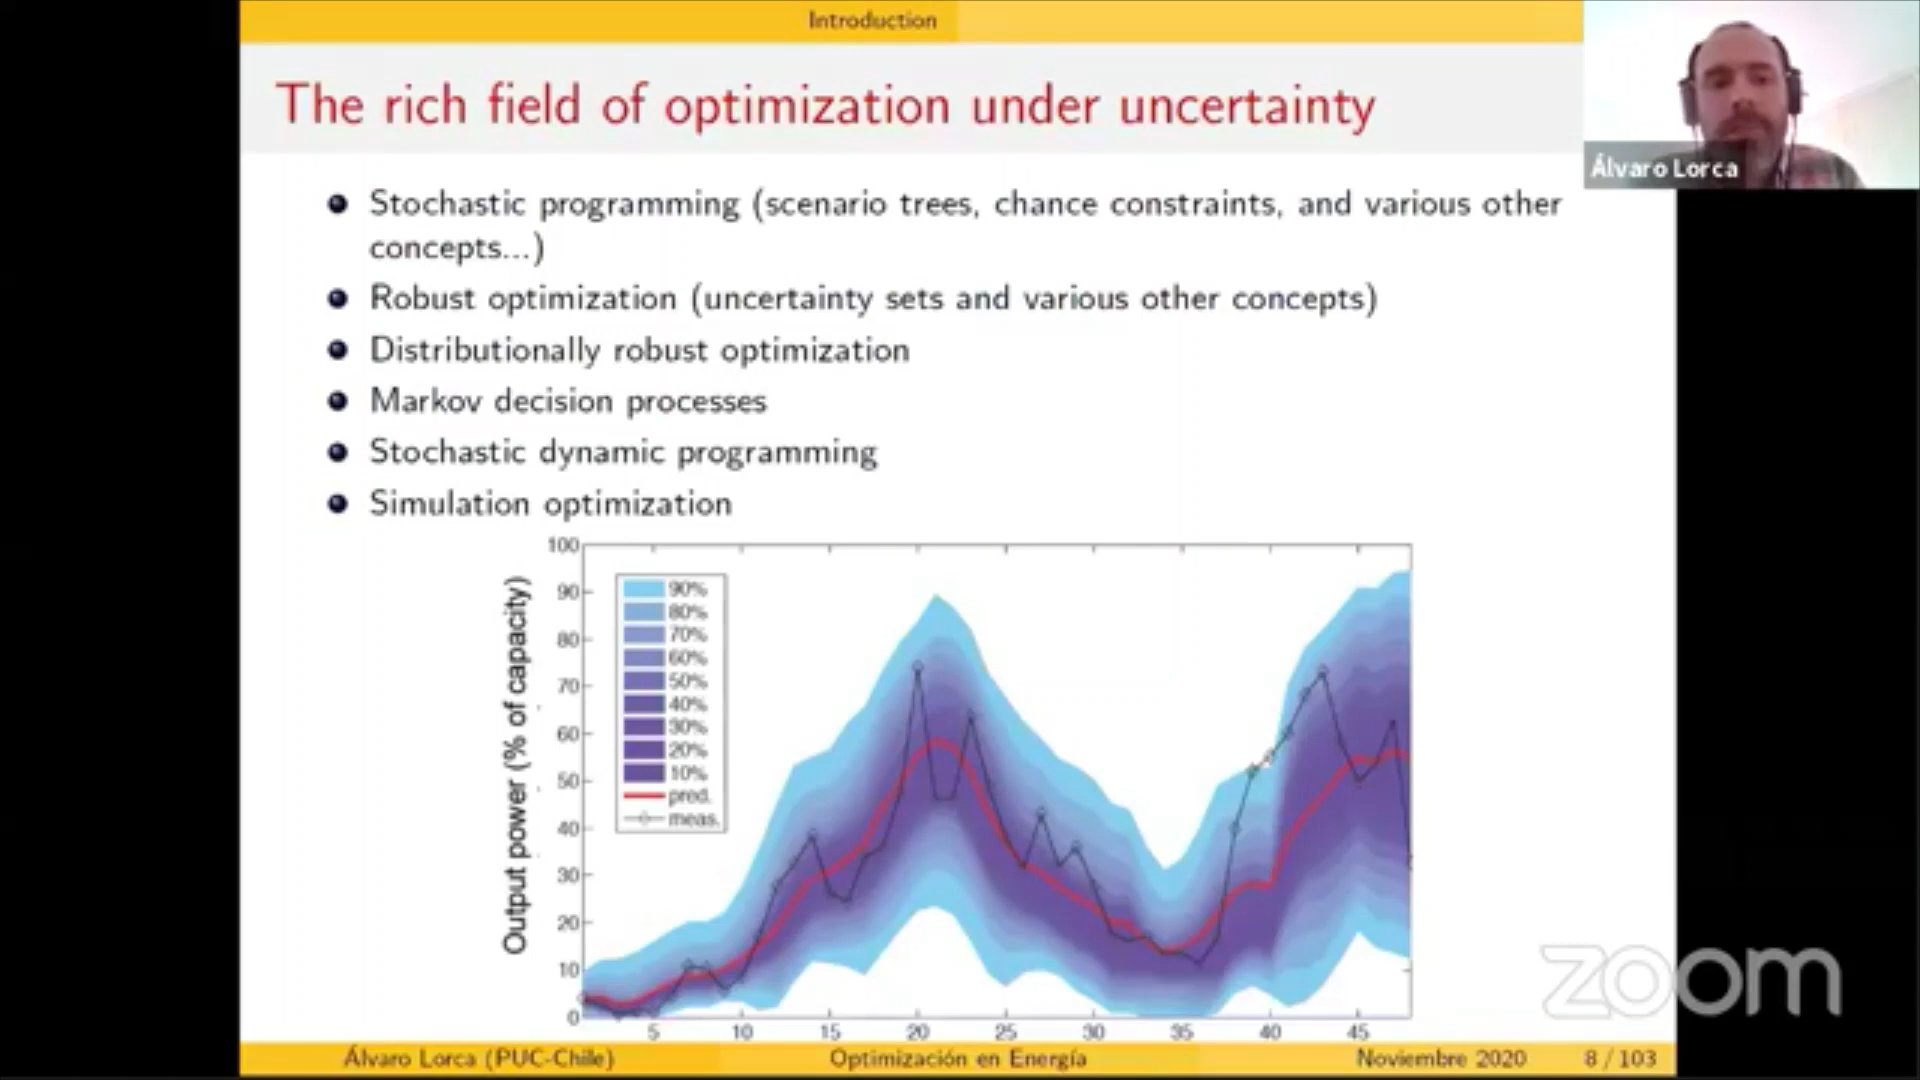 Introduction
The rich field of optimization under uncertainty
Álvaro Lorca
Stochastic programming (scenario trees, chance constraints, and various other
concepts...)
Robust optimization (uncertainty sets and various other concepts)
Distributionally robust optimization
Markov decision processes
Stochastic dynamic programming
Simulation optimization
Output power (% of capacity)
100
90
80
70
60
50
40
30
20
10
0
90%
80%
70%
60%
50%
40%
30%
20%
10%
pred.
meas.
5 10 15 20 25 30 35 40 45
zoom
Álvaro Lorca (PUC-Chile) Optimización en Energía Noviembre 2020 8 / 103